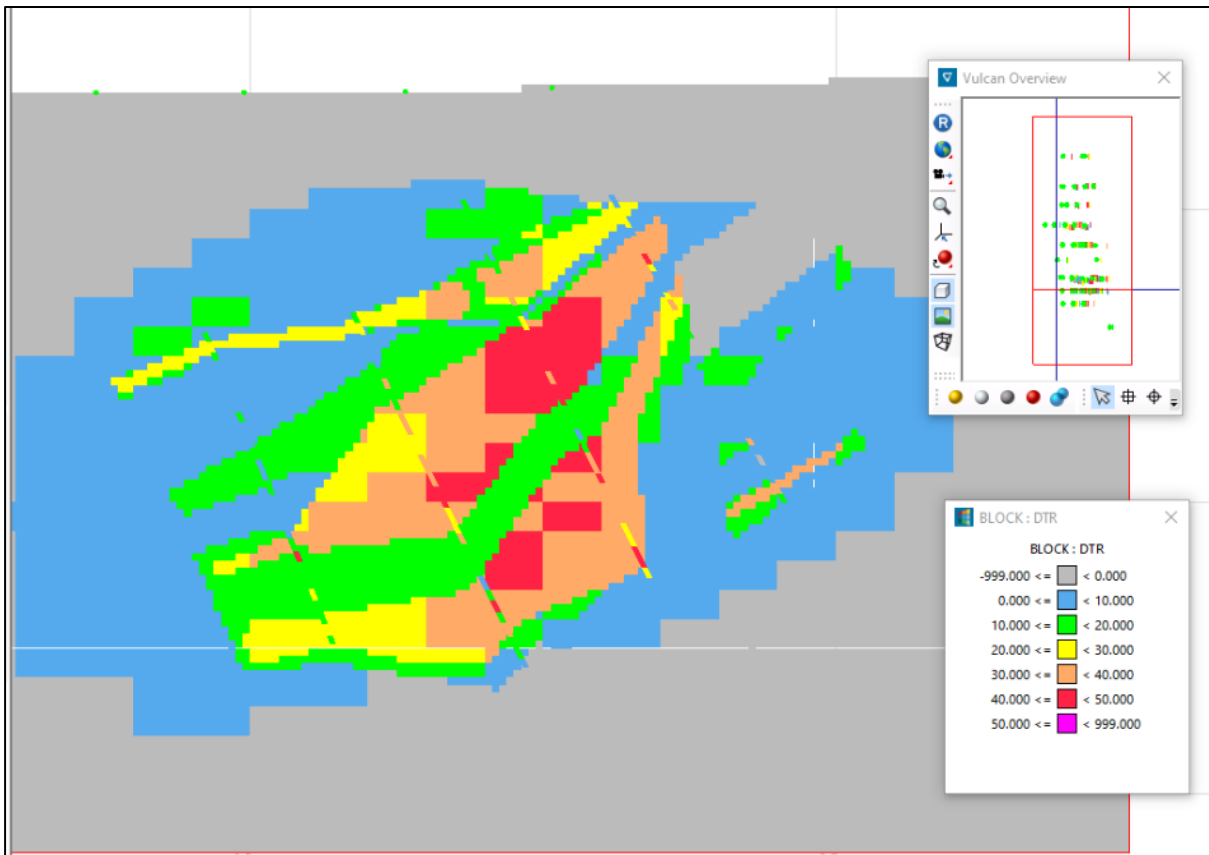 Vulcan Overview
R
BLOCK : DTR
BLOCK : DTR
-999.000 <= < 0.000
0.000 <= < 10.000
10.000 <= < 20.000
20.000 <= < 30.000
30.000 <= < 40.000
40.000 <= < 50.000
50.000 <= < 999.000